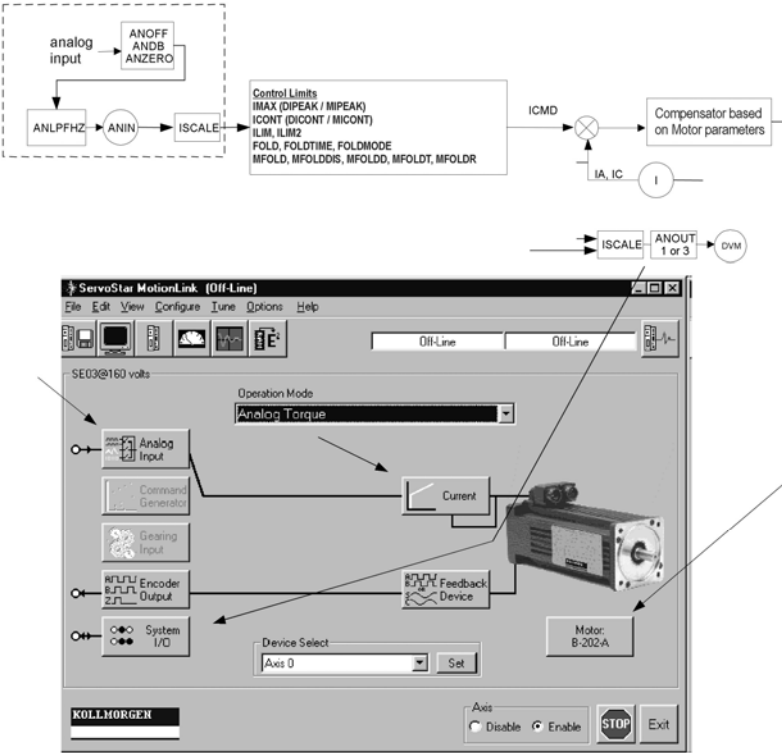 analog
input
ANOFF
ANDB
ANZERO
ANLPFHZ
ANIN
ISCALE
Control Limits
IMAX (DIPEAK / MIPEAK)
ICONT (DICONT / MICONT)
ILIM, ILIM2
FOLD, FOLDTIME, FOLDMODE
MFOLD, MFOLDDIS, MFOLDD, MFOLDT, MFOLDR
ICMD
Compensator based
on Motor parameters
IA, IC
I
ISCALE
ANOUT
1 or 3
DVM
ServoStar MotionLink (Off-Line)
File Edit View Configure Tune Options Help
Off-Line
Off-Line
SE03@160 volts
Operation Mode
Analog Torque
Analog
Input
Command
Generator
Gearing
Input
Current
A
B
Z
Encoder
Output
Feedback
Device
System
I/O
Motor:
B-202-A
Device Select
Axis 0
Set
KOLLMORGEN
Axis
Disable
Enable
STOP
Exit